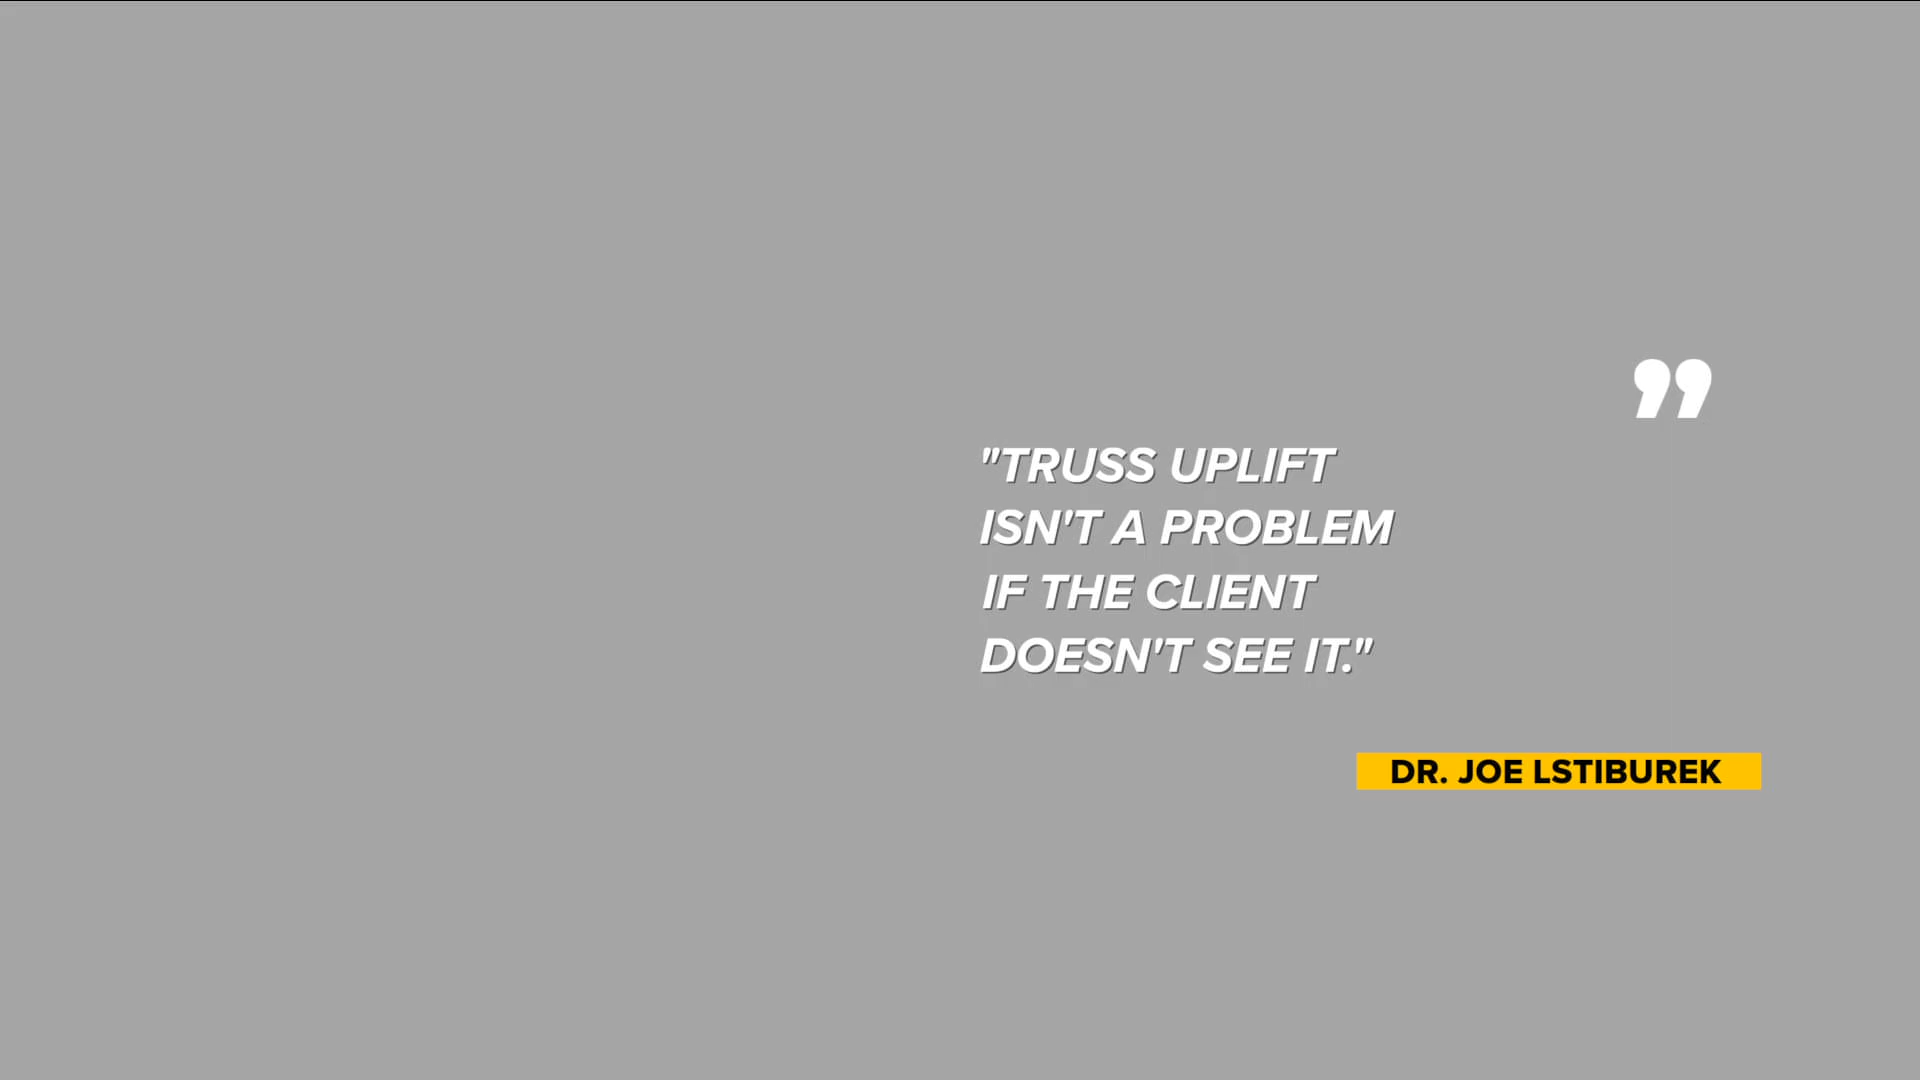 ”
"TRUSS UPLIFT
ISN'T A PROBLEM
IF THE CLIENT
DOESN'T SEE IT."
DR. JOE LSTIBUREK